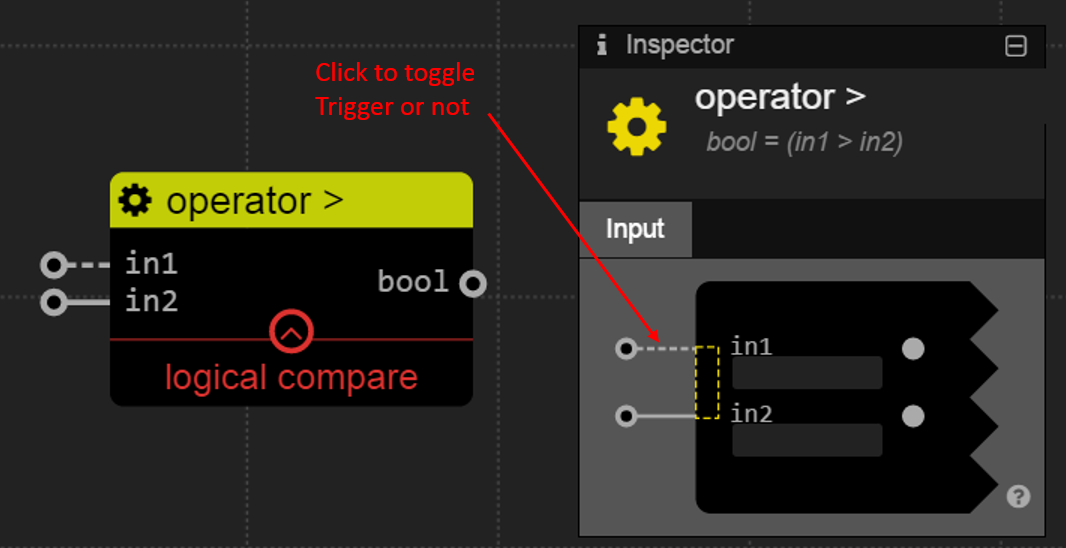 Click to toggle
Trigger or not
operator >
in1
in2
bool
logical compare
Inspector
operator >
bool = (in1 > in2)
Input
in1
in2
?